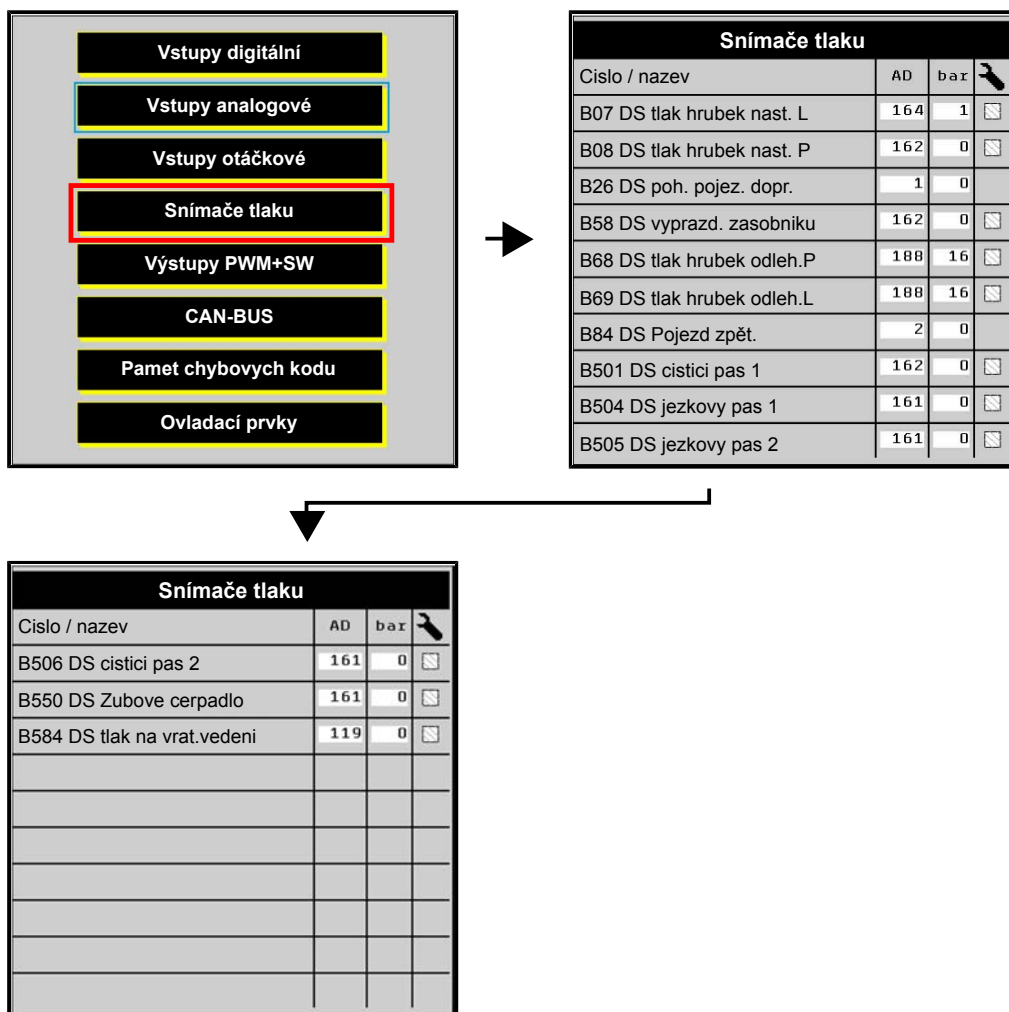 Vstupy digitální
Vstupy analogové
Vstupy otáčkové
Snímače tlaku
Výstupy PWM+SW
CAN-BUS
Pamet chybovych kodu
Ovladací prvky
Snímače tlaku
Cislo / nazev AD bar
B07 DS tlak hrubek nast. L 164 1
B08 DS tlak hrubek nast. P 162 0
B26 DS poh. pojez. dopr. 1 0
B58 DS vyprazd. zasobniku 162 0
B68 DS tlak hrubek odleh.P 188 16
B69 DS tlak hrubek odleh.L 188 16
B84 DS Pojezd zpět. 2 0
B501 DS cistici pas 1 162 0
B504 DS jezkovy pas 1 161 0
B505 DS jezkovy pas 2 161 0
Snímače tlaku
Cislo / nazev AD bar
B506 DS cistici pas 2 161 0
B550 DS Zubove cerpadlo 161 0
B584 DS tlak na vrat.vedeni 119 0